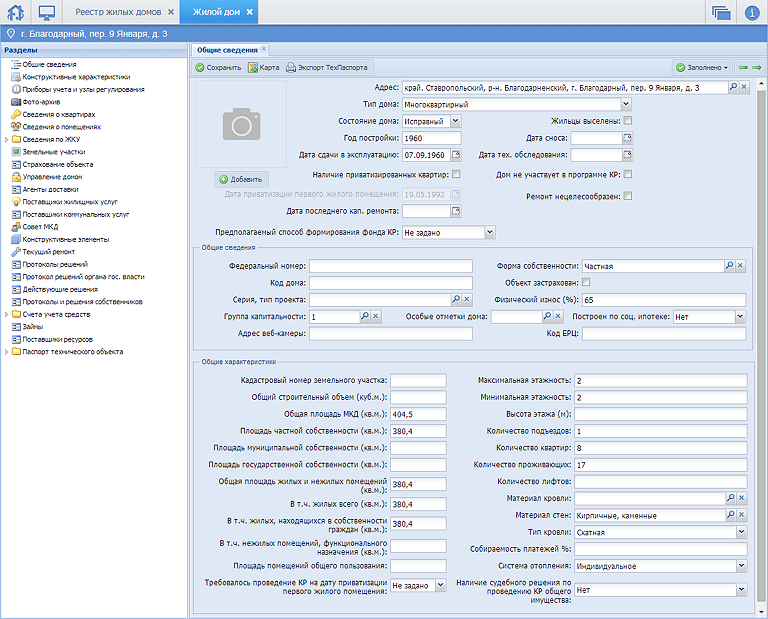 Реестр жилых домов
Жилой дом
г. Благодарный, пер. 9 Января, д. 3
Разделы
Общие сведения
Конструктивные характеристики
Приборы учета и узлы регулирования
Фото-архив
Сведения о квартирах
Сведения о помещениях
Сведения по ЖКУ
Земельные участки
Страхование объекта
Управление домом
Агенты доставки
Поставщики жилищных услуг
Поставщики коммунальных услуг
Совет МКД
Конструктивные элементы
Текущий ремонт
Протоколы решений
Протокол решений органа гос. власти
Действующие решения
Протоколы и решения собственников
Счета учета средств
Займы
Поставщики ресурсов
Паспорт технического объекта
Общие сведения
Сохранить Карта Экспорт ТехПаспорта Заполнено
Адрес: край. Ставропольский, р-н. Благодарненский, г. Благодарный, пер. 9 Января, д. 3
Тип дома: Многоквартирный
Состояние дома: Исправный Жильцы выселены:
Год постройки: 1960 Дата сноса:
Дата сдачи в эксплуатацию: 07.09.1960 Дата тех. обследования:
Добавить
Наличие приватизированных квартир: Дом не участвует в программе КР:
Дата приватизации первого жилого помещения: 19.05.1992 Ремонт нецелесообразен:
Дата последнего кап. ремонта:
Предполагаемый способ формирования фонда КР: Не задано
Общие сведения
Федеральный номер: Форма собственности: Частная
Код дома: Объект застрахован:
Серия, тип проекта: Физический износ (%): 65
Группа капитальности: 1 Особые отметки дома: Построен по соц. ипотеке: Нет
Адрес веб-камеры: Код ЕРЦ:
Общие характеристики
Кадастровый номер земельного участка: Максимальная этажность: 2
Общий строительный объем (куб.м.): Минимальная этажность: 2
Общая площадь МКД (кв.м.): 404,5 Высота этажа (м):
Площадь частной собственности (кв.м.): 380,4 Количество подъездов: 1
Площадь муниципальной собственности (кв.м.): Количество квартир: 8
Площадь государственной собственности (кв.м.): Количество проживающих: 17
Общая площадь жилых и нежилых помещений (кв.м.): 380,4 Количество лифтов:
В т.ч. жилых всего (кв.м.): 380,4 Материал кровли:
В т.ч. жилых, находящихся в собственности граждан (кв.м.): 380,4 Материал стен: Кирпичные, каменные
Тип кровли: Скатная
В т.ч. нежилых помещений, функционального назначения (кв.м.): Собираемость платежей %:
Площадь помещений общего пользования: Система отопления: Индивидуальное
Требовалось проведение КР на дату приватизации первого жилого помещения: Не задано Наличие судебного решения по проведению КР общего имущества: Нет